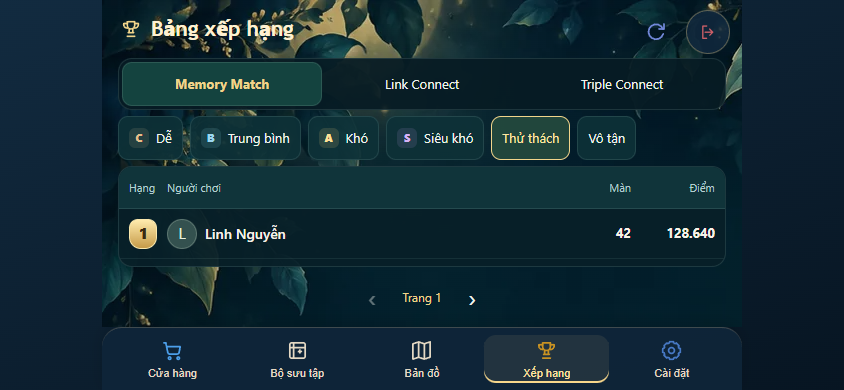 Bảng xếp hạng
Memory Match Link Connect Triple Connect
C Dễ B Trung bình A Khó S Siêu khó Thử thách Vô tận
Hạng Người chơi Màn Điểm
1 L Linh Nguyễn 42 128.640
Trang 1
Cửa hàng Bộ sưu tập Bản đồ Xếp hạng Cài đặt